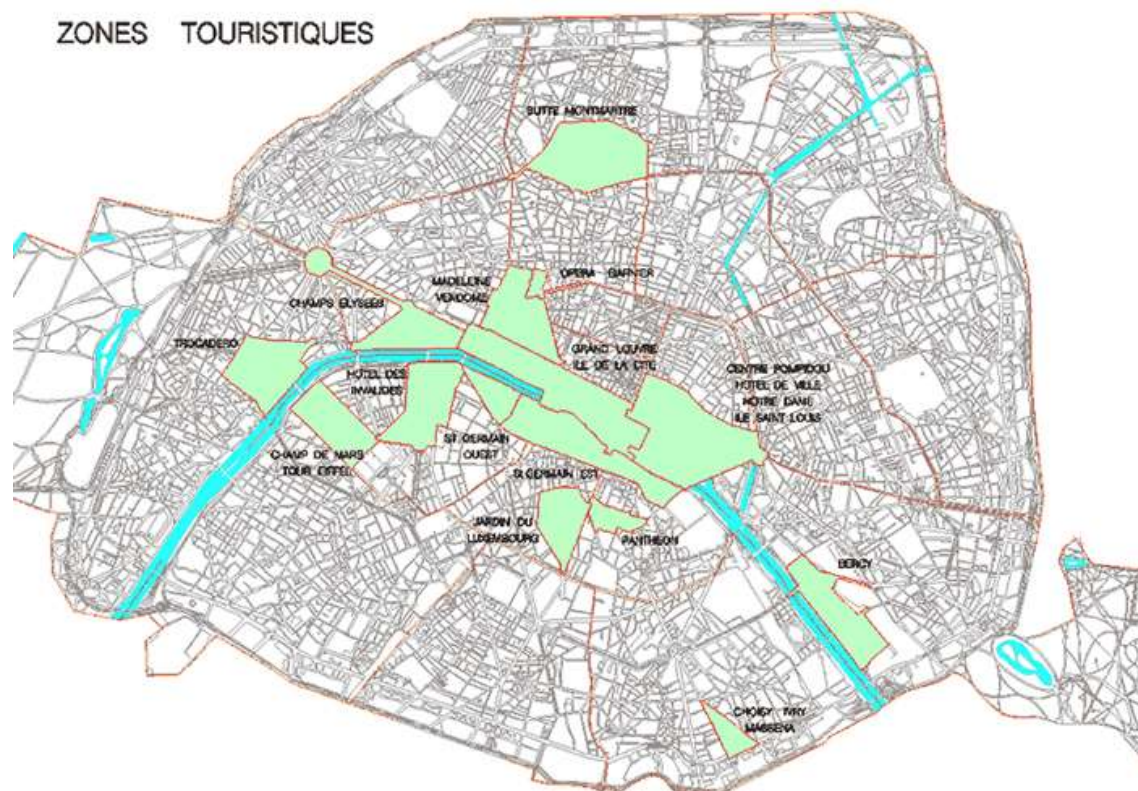 ZONES TOURISTIQUES
BUTTE MONTMARTRE
OPERA GARNIER
MADELEINE
VENDOME
CHAMPS ELYSEES
TROCADERO
GRAND LOUVRE
ILE DE LA CITE
HOTEL DES
INVALIDES
CENTRE POMPIDOU
HOTEL DE VILLE
NOTRE DAME
ILE SAINT LOUIS
ST GERMAIN
OUEST
CHAMP DE MARS
TOUR EIFFEL
ST GERMAIN EST
JARDIN DU
LUXEMBOURG
PANTHEON
BERCY
CHOISY IVRY
MASSENA